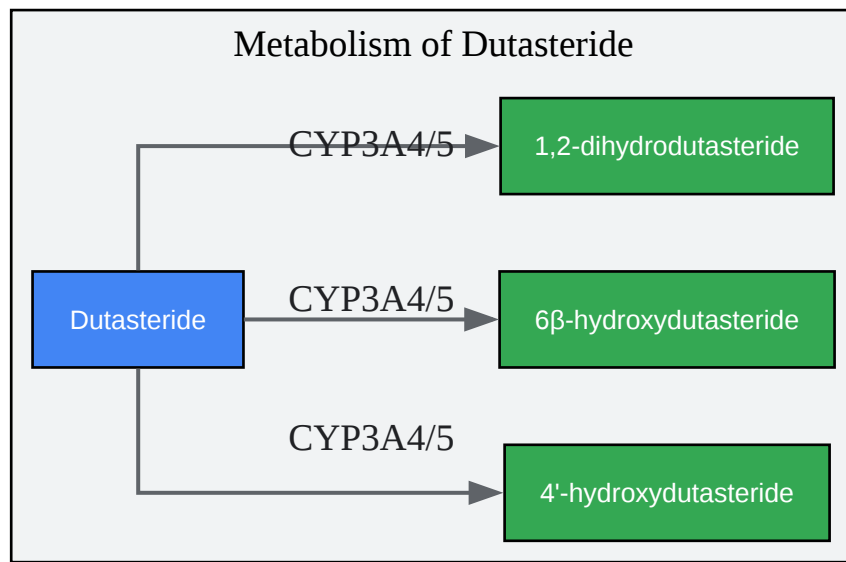 Metabolism of Dutasteride
CYP3A4/5
1,2-dihydrodutasteride
Dutasteride
CYP3A4/5
6β-hydroxydutasteride
CYP3A4/5
4'-hydroxydutasteride